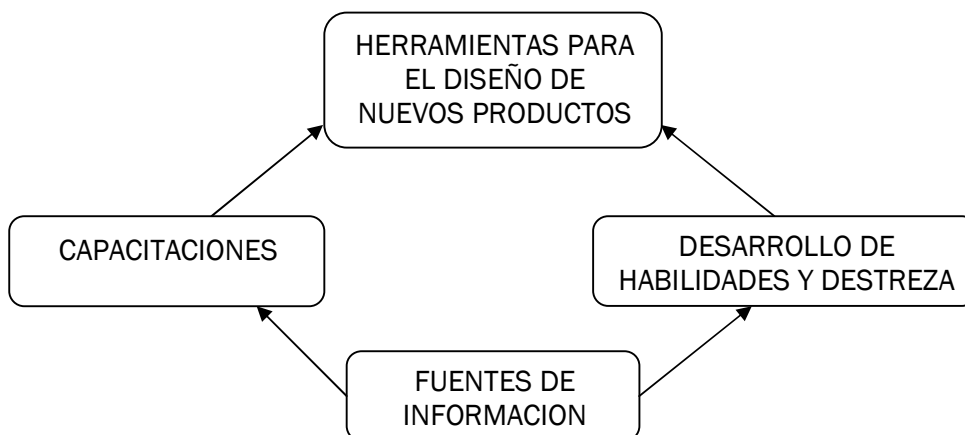 HERRAMIENTAS PARA
EL DISEÑO DE
NUEVOS PRODUCTOS
CAPACITACIONES
DESARROLLO DE
HABILIDADES Y DESTREZA
FUENTES DE
INFORMACION